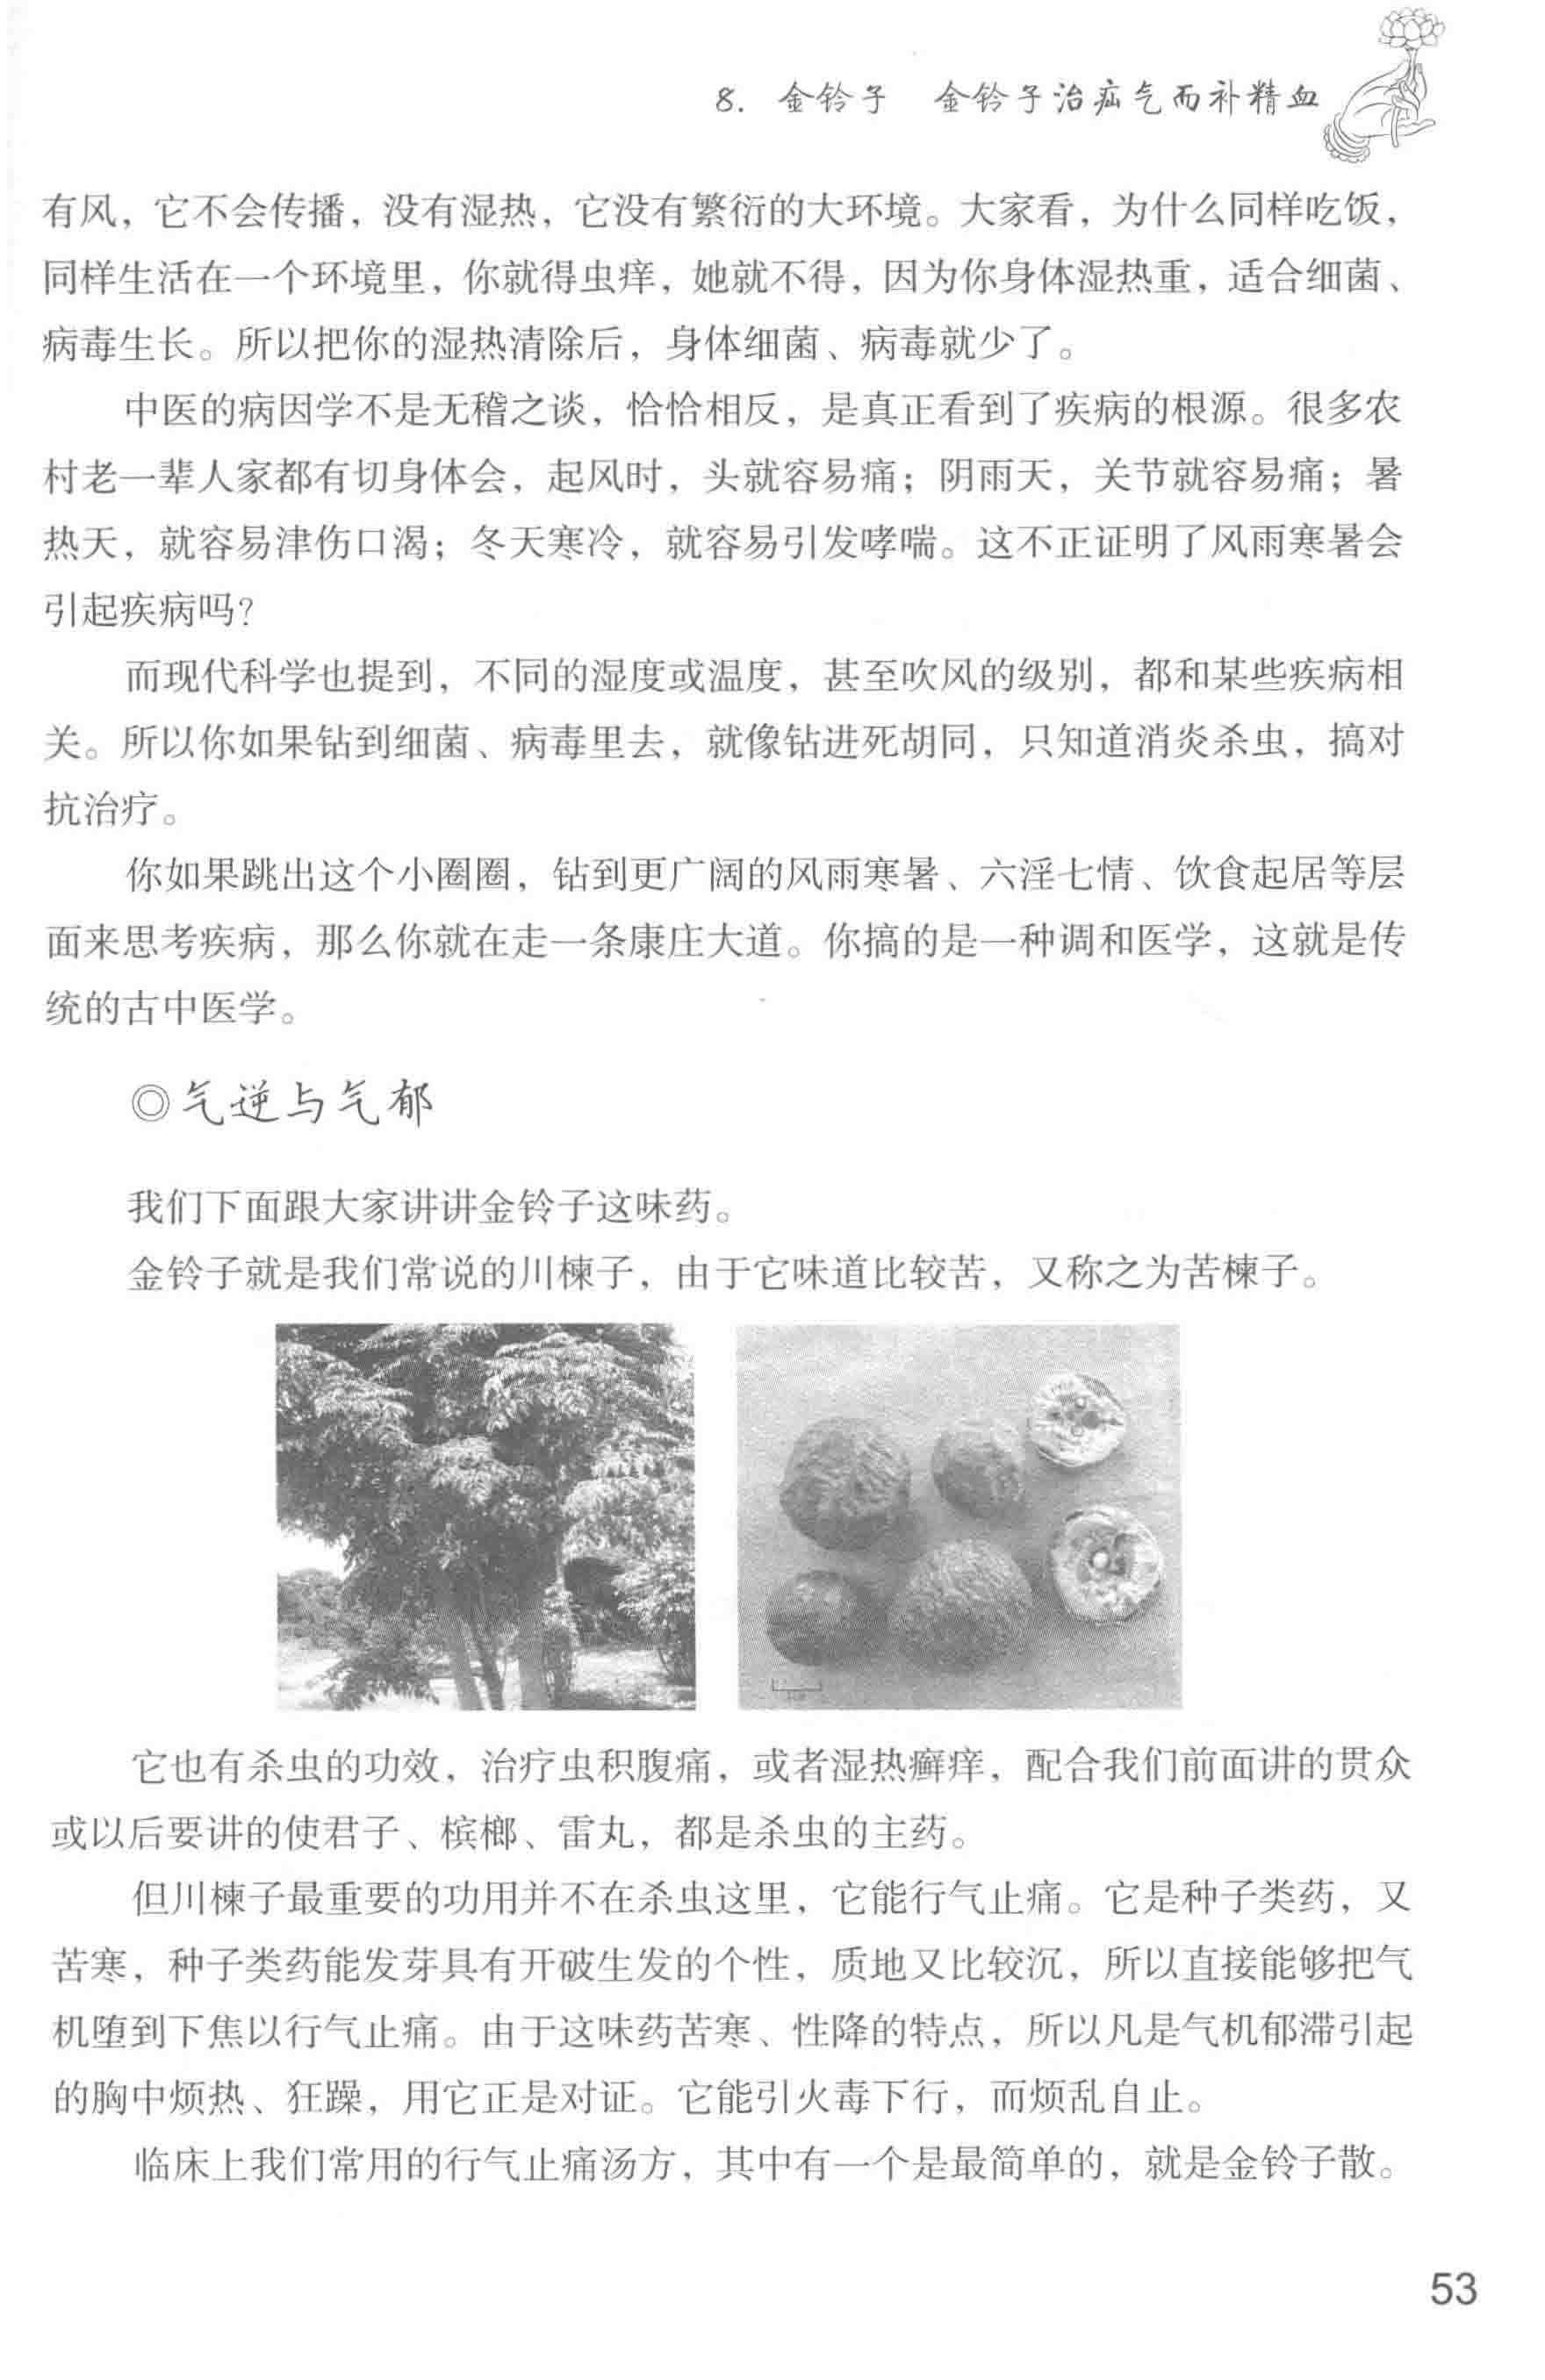 8. 金铃子　金铃子治疝气而补精血
有风，它不会传播，没有湿热，它没有繁衍的大环境。大家看，为什么同样吃饭，
同样生活在一个环境里，你就得虫痒，她就不得，因为你身体湿热重，适合细菌、
病毒生长。所以把你的湿热清除后，身体细菌、病毒就少了。
中医的病因学不是无稽之谈，恰恰相反，是真正看到了疾病的根源。很多农
村老一辈人家都有切身体会，起风时，头就容易痛；阴雨天，关节就容易痛；暑
热天，就容易津伤口渴；冬天寒冷，就容易引发哮喘。这不正证明了风雨寒暑会
引起疾病吗？
而现代科学也提到，不同的湿度或温度，甚至吹风的级别，都和某些疾病相
关。所以你如果钻到细菌、病毒里去，就像钻进死胡同，只知道消炎杀虫，搞对
抗治疗。
你如果跳出这个小圈圈，钻到更广阔的风雨寒暑、六淫七情、饮食起居等层
面来思考疾病，那么你就在走一条康庄大道。你搞的是一种调和医学，这就是传
统的古中医学。
◎气逆与气郁
我们下面跟大家讲讲金铃子这味药。
金铃子就是我们常说的川楝子，由于它味道比较苦，又称之为苦楝子。
它也有杀虫的功效，治疗虫积腹痛，或者湿热癣痒，配合我们前面讲的贯众
或以后要讲的使君子、槟榔、雷丸，都是杀虫的主药。
但川楝子最重要的功用并不在杀虫这里，它能行气止痛。它是种子类药，又
苦寒，种子类药能发芽具有开破生发的个性，质地又比较沉，所以直接能够把气
机堕到下焦以行气止痛。由于这味药苦寒、性降的特点，所以凡是气机郁滞引起
的胸中烦热、狂躁，用它正是对证。它能引火毒下行，而烦乱自止。
临床上我们常用的行气止痛汤方，其中有一个是最简单的，就是金铃子散。
53